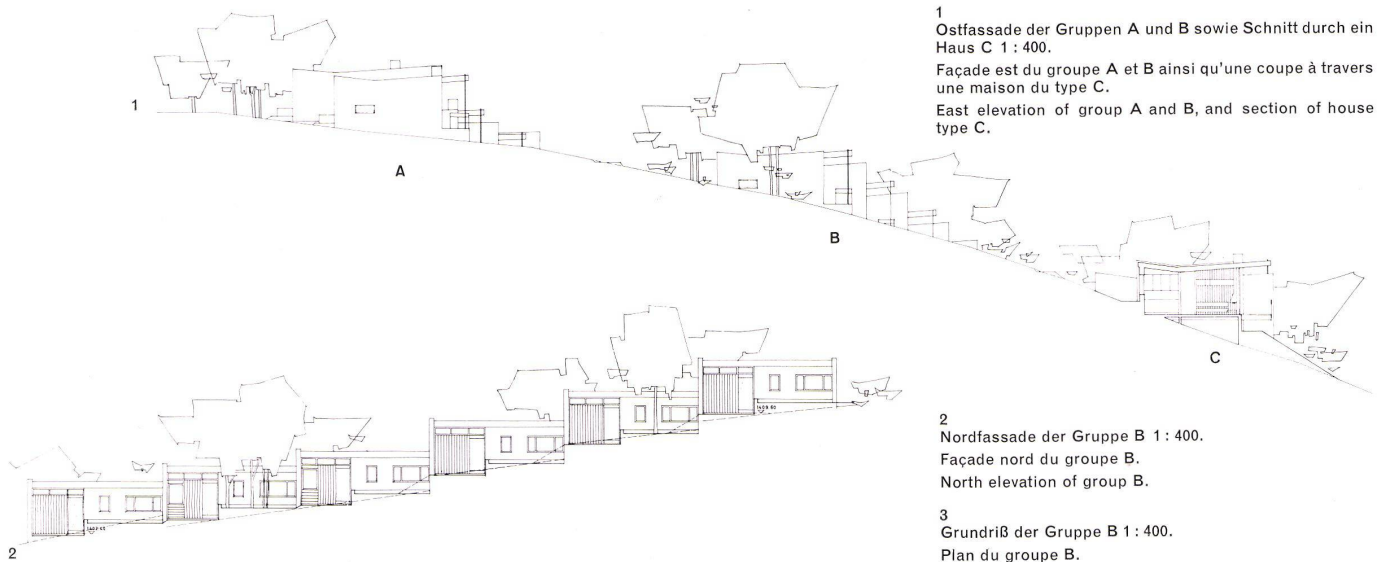 1
Ostfassade der Gruppen A und B sowie Schnitt durch ein
Haus C 1 : 400.
Façade est du groupe A et B ainsi qu'une coupe à travers
une maison du type C.
East elevation of group A and B, and section of house
type C.
1
A
B
C
2
2
Nordfassade der Gruppe B 1 : 400.
Façade nord du groupe B.
North elevation of group B.
3
Grundriß der Gruppe B 1 : 400.
Plan du groupe B.